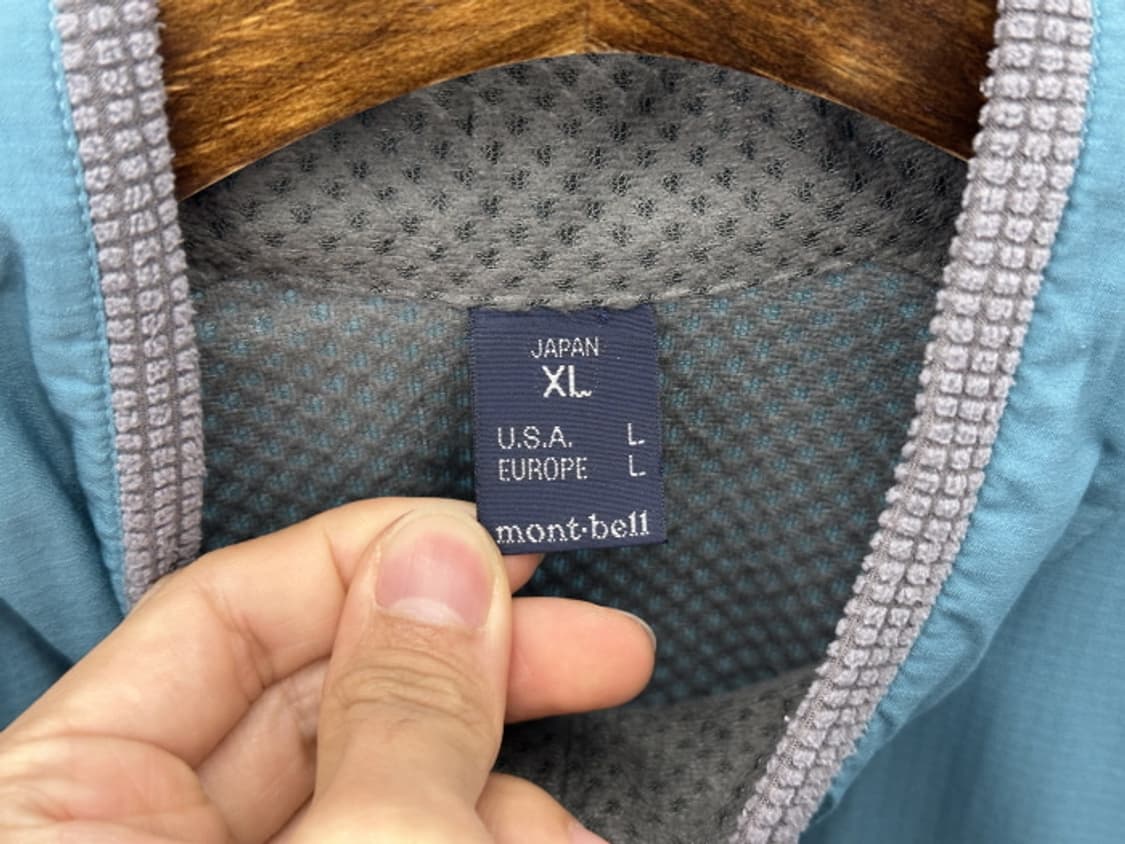 JAPAN
XL
U.S.A. L
EUROPE L
mont·bell